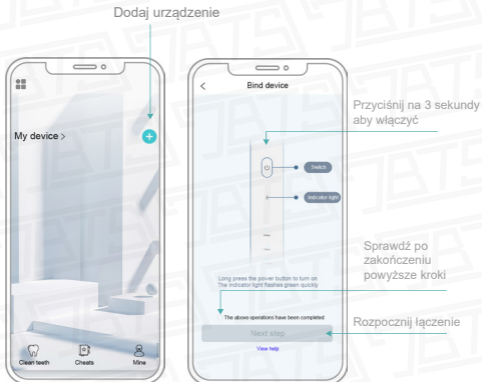 Dodaj urządzenie
My device >
Clean teeth
Cheats
Mine
Bind device
Przyciśnij na 3 sekundy
aby włączyć
Switch
Indicator light
Long press the power button to turn on
The indicator light flashes green quickly
Sprawdź po
zakończeniu
powyższe kroki
The above operations have been completed
Next step
Rozpocznij łączenie
View help
JATS